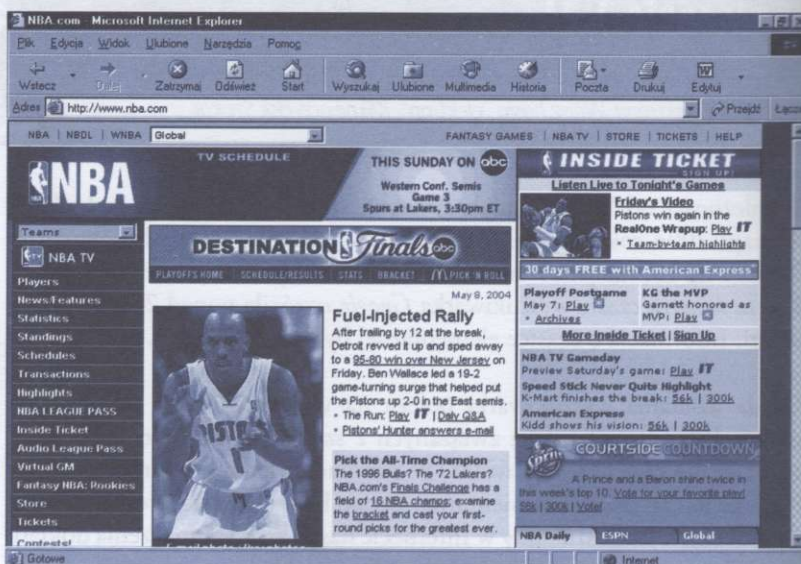 NBA.com - Microsoft Internet Explorer
Plik Edycja Widok Ulubione Narzędzia Pomoc
Wstecz Dalej Zatrzymaj Odśwież Start Wyszukaj Ulubione Multimedia Historia Poczta Drukuj Edytuj
Adres http://www.nba.com Przejdź Łącza
NBA | NBDL | WNBA Global FANTASY GAMES | NBA TV | STORE | TICKETS | HELP
NBA
TV SCHEDULE
THIS SUNDAY ON abc
Western Conf. Semis
Game 3
Spurs at Lakers, 3:30pm ET
INSIDE TICKET
SIGN UP!
Listen Live to Tonight's Games
Friday's Video
Pistons win again in the
RealOne Wrapup: Play IT
• Team-by-team highlights
30 days FREE with American Express
Playoff Postgame
May 7: Play
• Archives
KG the MVP
Garnett honored as
MVP: Play
More Inside Ticket | Sign Up
NBA TV Gameday
Preview Saturday's game: Play IT
Speed Stick Never Quits Highlight
K-Mart finishes the break: 56k | 300k
American Express
Kidd shows his vision: 56k | 300k
Sprite COURTSIDE COUNTDOWN
A Prince and a Baron shine twice in
this week's top 10. Vote for your favorite play!
56k | 300k | Vote!
NBA Daily ESPN Global
Teams
NBA TV
Players
News/Features
Statistics
Standings
Schedules
Transactions
Highlights
NBA LEAGUE PASS
Inside Ticket
Audio League Pass
Virtual GM
Fantasy NBA: Rookies
Store
Tickets
Contests!
DESTINATION Finals abc
PLAYOFFS HOME | SCHEDULE/RESULTS | STATS | BRACKET | PICK 'N ROLL
May 8, 2004
Fuel-Injected Rally
After trailing by 12 at the break,
Detroit revved it up and sped away
to a 95-80 win over New Jersey on
Friday. Ben Wallace led a 19-2
game-turning surge that helped put
the Pistons up 2-0 in the East semis.
• The Run: Play IT | Daly Q&A
• Pistons' Hunter answers e-mail
Pick the All-Time Champion
The 1996 Bulls? The '72 Lakers?
NBA.com's Finals Challenge has a
field of 16 NBA champs; examine
the bracket and cast your first-
round picks for the greatest ever.
PISTO
1
Gotowe Internet